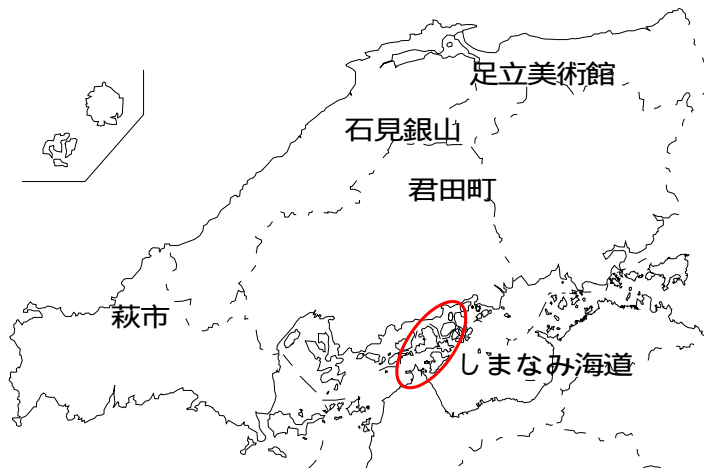 足立美術館
石見銀山
君田町
萩市
しまなみ海道